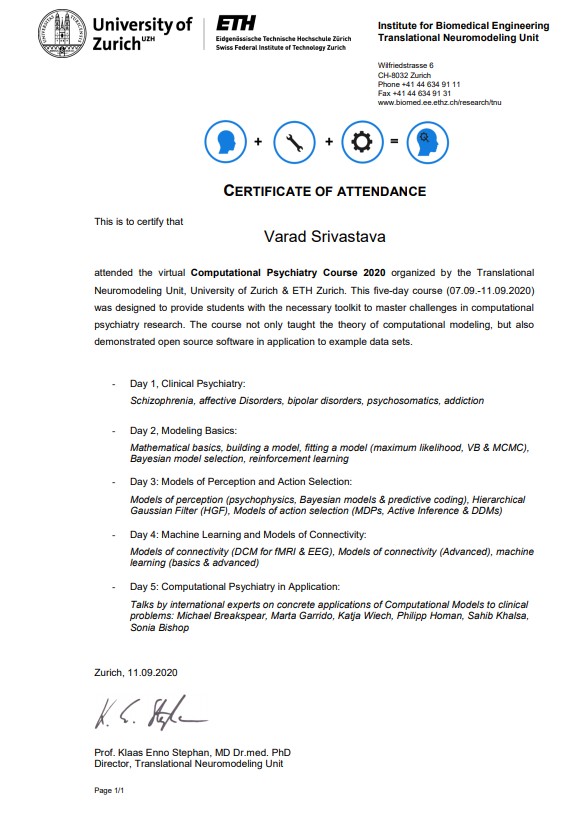 University of
Zurich UZH
ETH
Eidgenössische Technische Hochschule Zürich
Swiss Federal Institute of Technology Zurich
Institute for Biomedical Engineering
Translational Neuromodeling Unit
Wilfriedstrasse 6
CH-8032 Zurich
Phone +41 44 634 91 11
Fax +41 44 634 91 31
www.biomed.ee.ethz.ch/research/tnu
+ + =
CERTIFICATE OF ATTENDANCE
This is to certify that
Varad Srivastava
attended the virtual Computational Psychiatry Course 2020 organized by the Translational
Neuromodeling Unit, University of Zurich & ETH Zurich. This five-day course (07.09.-11.09.2020)
was designed to provide students with the necessary toolkit to master challenges in computational
psychiatry research. The course not only taught the theory of computational modeling, but also
demonstrated open source software in application to example data sets.
- Day 1, Clinical Psychiatry:
Schizophrenia, affective Disorders, bipolar disorders, psychosomatics, addiction
- Day 2, Modeling Basics:
Mathematical basics, building a model, fitting a model (maximum likelihood, VB & MCMC),
Bayesian model selection, reinforcement learning
- Day 3: Models of Perception and Action Selection:
Models of perception (psychophysics, Bayesian models & predictive coding), Hierarchical
Gaussian Filter (HGF), Models of action selection (MDPs, Active Inference & DDMs)
- Day 4: Machine Learning and Models of Connectivity:
Models of connectivity (DCM for fMRI & EEG), Models of connectivity (Advanced), machine
learning (basics & advanced)
- Day 5: Computational Psychiatry in Application:
Talks by international experts on concrete applications of Computational Models to clinical
problems: Michael Breakspear, Marta Garrido, Katja Wiech, Philipp Homan, Sahib Khalsa,
Sonia Bishop
Zurich, 11.09.2020
K. E. Stephan
Prof. Klaas Enno Stephan, MD Dr.med. PhD
Director, Translational Neuromodeling Unit
Page 1/1